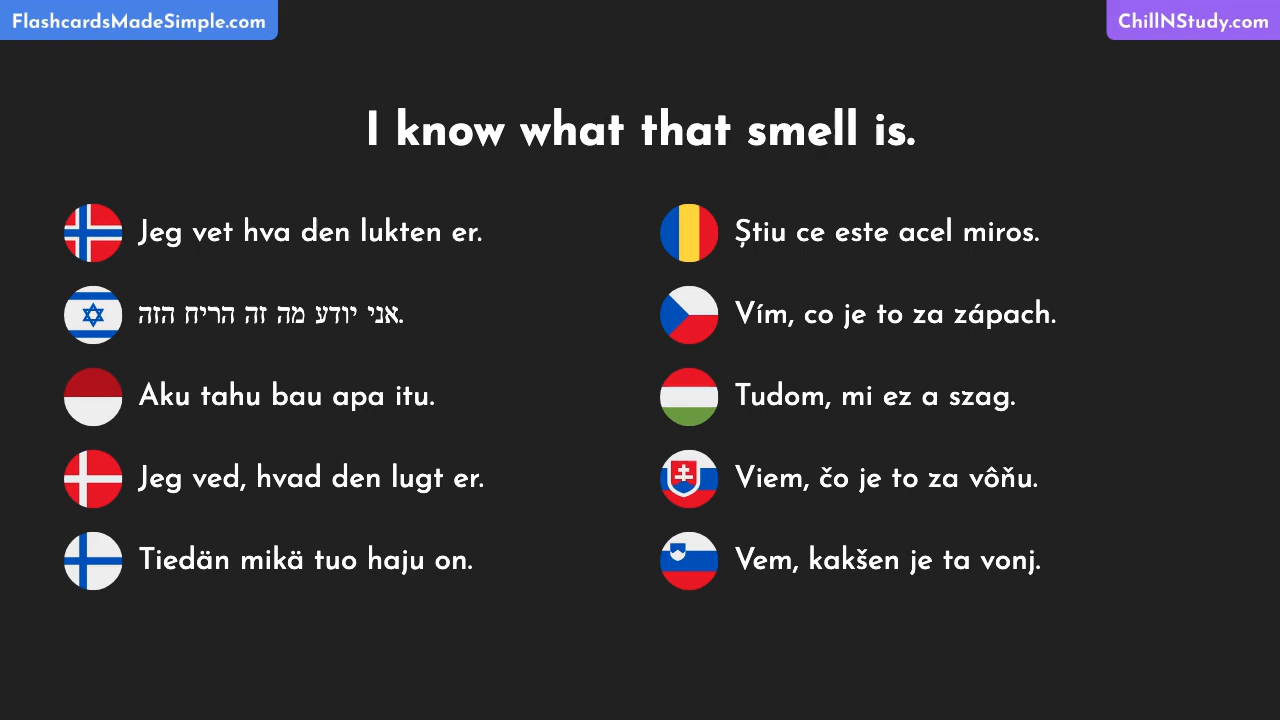 FlashcardsMadeSimple.com
ChillNStudy.com
I know what that smell is.
Jeg vet hva den lukten er.
אני יודע מה זה הריח הזה.
Aku tahu bau apa itu.
Jeg ved, hvad den lugt er.
Tiedän mikä tuo haju on.
Știu ce este acel miros.
Vím, co je to za zápach.
Tudom, mi ez a szag.
Viem, čo je to za vôňu.
Vem, kakšen je ta vonj.